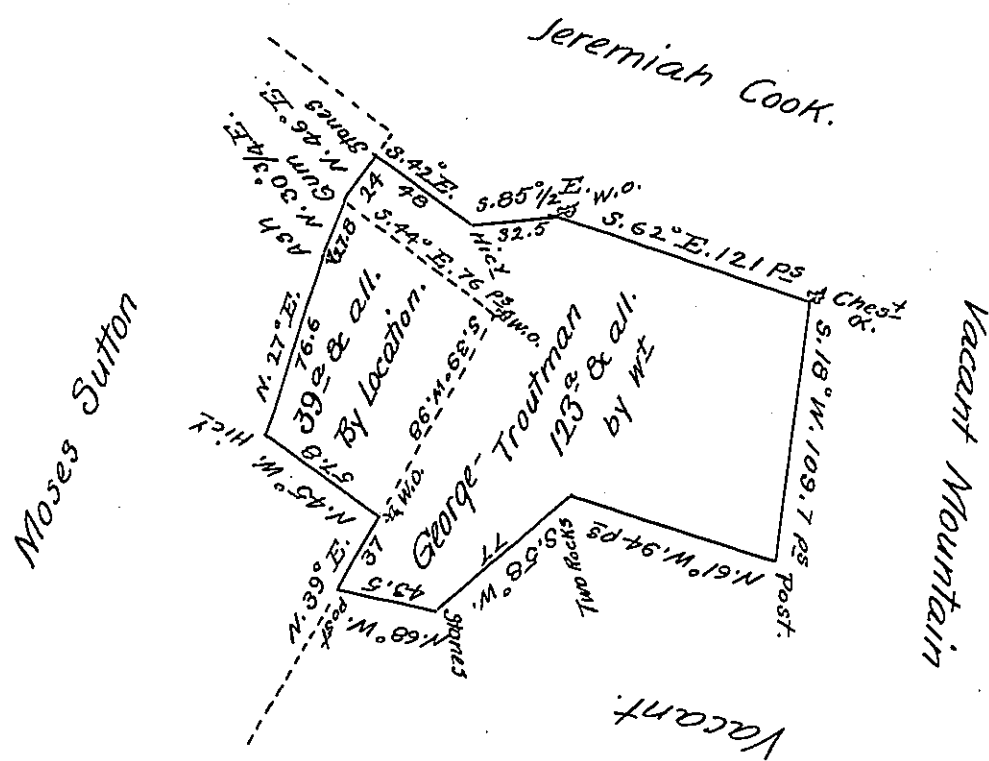 Jeremiah Cook.
Stones
N. 46° E.
Gum
N. 30 3/4 E.
Ash
S. 42° E.
48
24
S. 85° 1/2 E.
32.5
W.O.
Hicy
S. 62° E. 121 Ps
Chest
S. 18° W. 109.7 Ps
Post.
Vacant Mountain
S. 44° E. 76 Ps
W.O.
N. 27° E.
76.6
39a & all.
By Location.
S. 39° W. 98
W.O.
George Troutman
123a & all.
by Wt
Hicy
N. 45° W.
57.8
Moses Sutton
N. 39° E.
37
Post
43.5
N. 68° W.
Stones
77
S. 58° W.
Two Rocks
N. 61° W. 94 ps
Vacant.